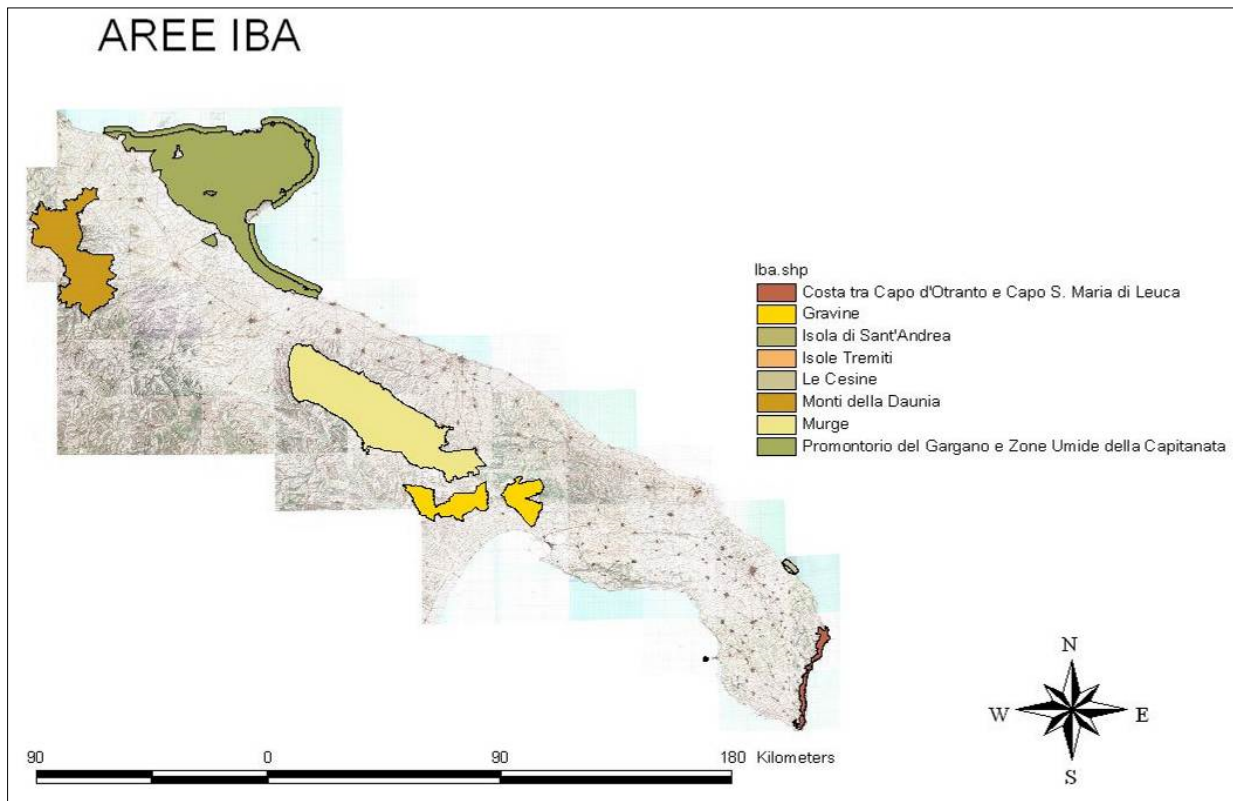 AREE IBA
Iba.shp
Costa tra Capo d'Otranto e Capo S. Maria di Leuca
Gravine
Isola di Sant'Andrea
Isole Tremiti
Le Cesine
Monti della Daunia
Murge
Promontorio del Gargano e Zone Umide della Capitanata
N
W E
S
90 0 90 180 Kilometers